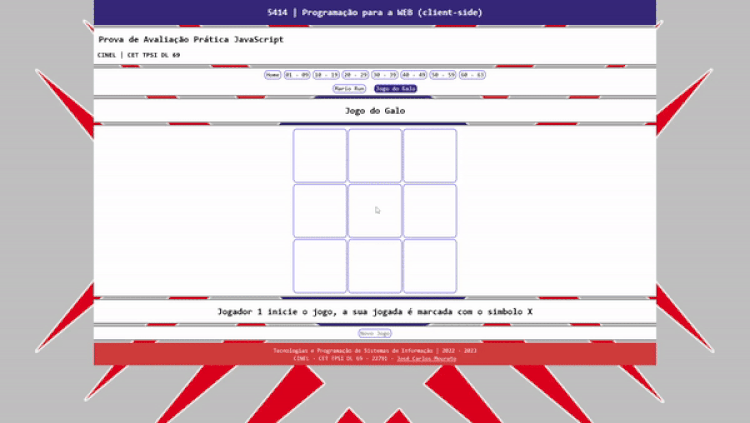 5414 | Programação para a WEB (client-side)
Prova de Avaliação Prática JavaScript
CINEL | CET TPSI DL 69
Home 01 - 09 10 - 19 20 - 29 30 - 39 40 - 49 50 - 59 60 - 63
Mario Run Jogo do Galo
Jogo do Galo
Jogador 1 inicie o jogo, a sua jogada é marcada com o simbolo X
Novo Jogo
Tecnologias e Programação de Sistemas de Informação | 2022 - 2023
CINEL - CET TPSI DL 69 - 22791 - José Carlos Moureto